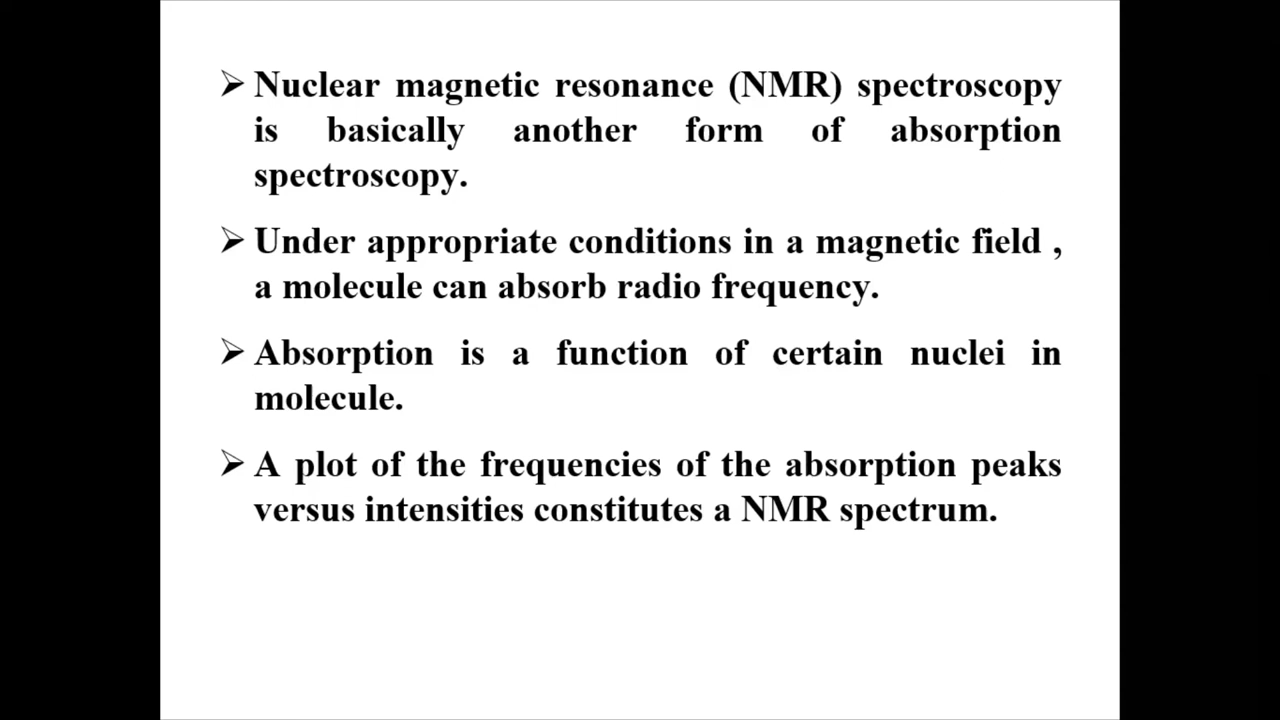 ➢ Nuclear magnetic resonance (NMR) spectroscopy
is basically another form of absorption
spectroscopy.
➢ Under appropriate conditions in a magnetic field ,
a molecule can absorb radio frequency.
➢ Absorption is a function of certain nuclei in
molecule.
➢ A plot of the frequencies of the absorption peaks
versus intensities constitutes a NMR spectrum.